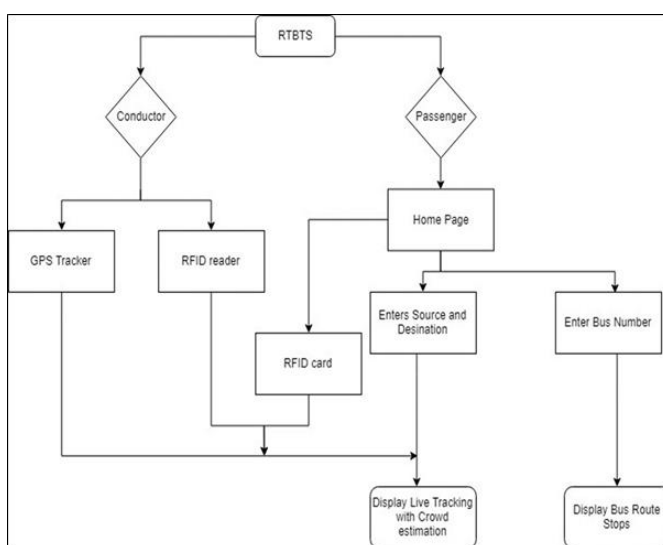 RTBTS
Conductor
Passenger
Home Page
GPS Tracker
RFID reader
Enters Source and
Desination
Enter Bus Number
RFID card
Display Live Tracking
with Crowd
estimation
Display Bus Route
Stops